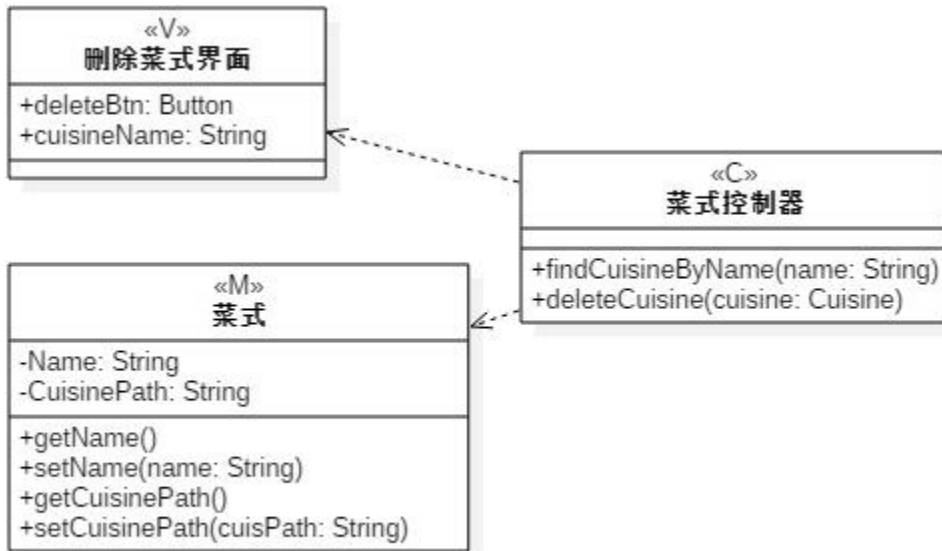 «V»
删除菜式界面
+deleteBtn: Button
+cuisineName: String
«C»
菜式控制器
+findCuisineByName(name: String)
+deleteCuisine(cuisine: Cuisine)
«M»
菜式
-Name: String
-CuisinePath: String
+getName()
+setName(name: String)
+getCuisinePath()
+setCuisinePath(cuisPath: String)